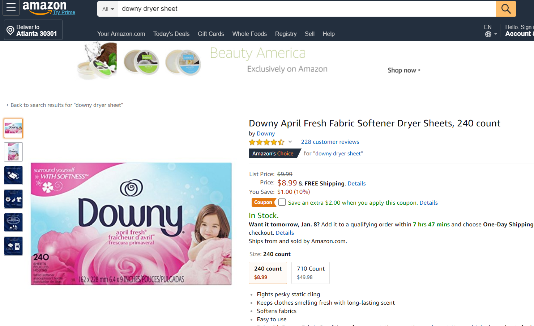 amazon
Try Prime
All
downy dryer sheet
Deliver to
Atlanta 30301
Your Amazon.com Today's Deals Gift Cards Whole Foods Registry Sell Help
EN
Hello
Account
Beauty America
Exclusively on Amazon
Shop now
‹ Back to search results for "downy dryer sheet"
surround yourself
with SOFTNESS™
Downy
april fresh
fraîcheur d'avril
frescura primaveral
240
Downy April Fresh Fabric Softener Dryer Sheets, 240 count
by Downy
228 customer reviews
Amazon's Choice for "downy dryer sheet"
List Price: $9.99
Price: $8.99 & FREE Shipping. Details
You Save: $1.00 (10%)
Coupon Save an extra $2.00 when you apply this coupon. Details
In Stock.
Want it tomorrow, Jan. 8? Add it to a qualifying order within 7 hrs 47 mins and choose One-Day Shipping
checkout. Details
Ships from and sold by Amazon.com.
Size: 240 count
240 count
$8.99
710 Count
$49.98
• Fights pesky static cling
• Keeps clothes smelling fresh with long-lasting scent
• Softens fabrics
• Easy to use